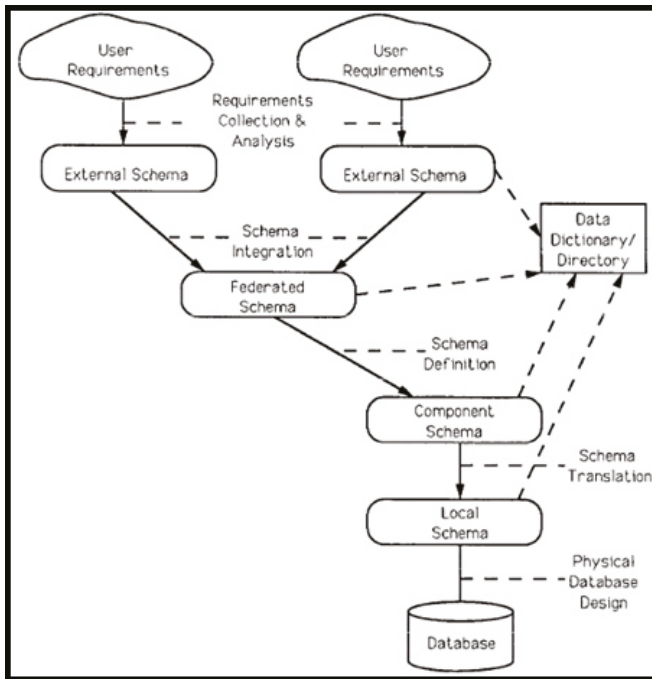 User
Requirements
User
Requirements
Requirements
Collection &
Analysis
External Schema
External Schema
Data
Dictionary/
Directory
Schema
Integration
Federated
Schema
Schema
Definition
Component
Schema
Schema
Translation
Local
Schema
Physical
Database
Design
Database